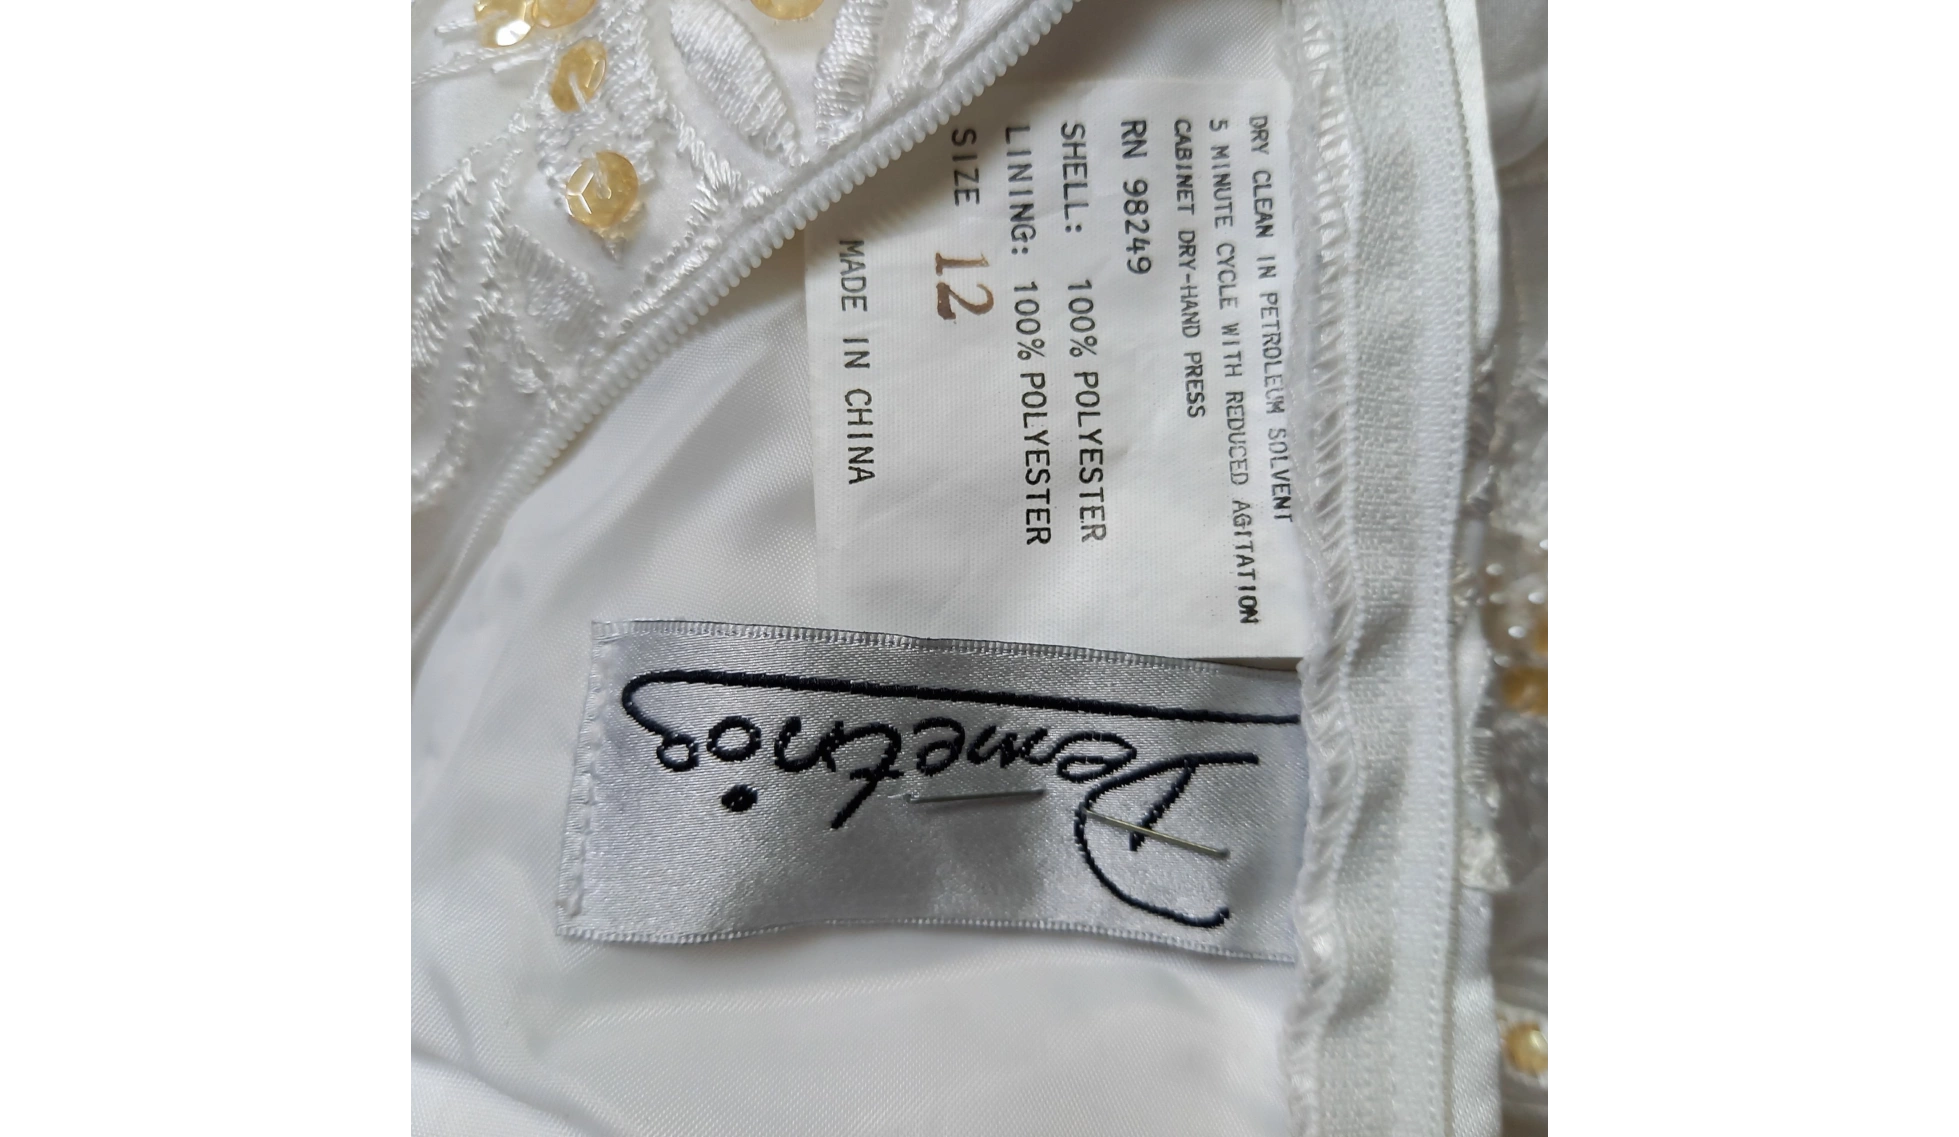 DRY CLEAN IN PETROLEUM SOLVENT
5 MINUTE CYCLE WITH REDUCED AGITATION
CABINET DRY-HAND PRESS
RN 98249
SHELL: 100% POLYESTER
LINING: 100% POLYESTER
SIZE 12
MADE IN CHINA
Demetrios